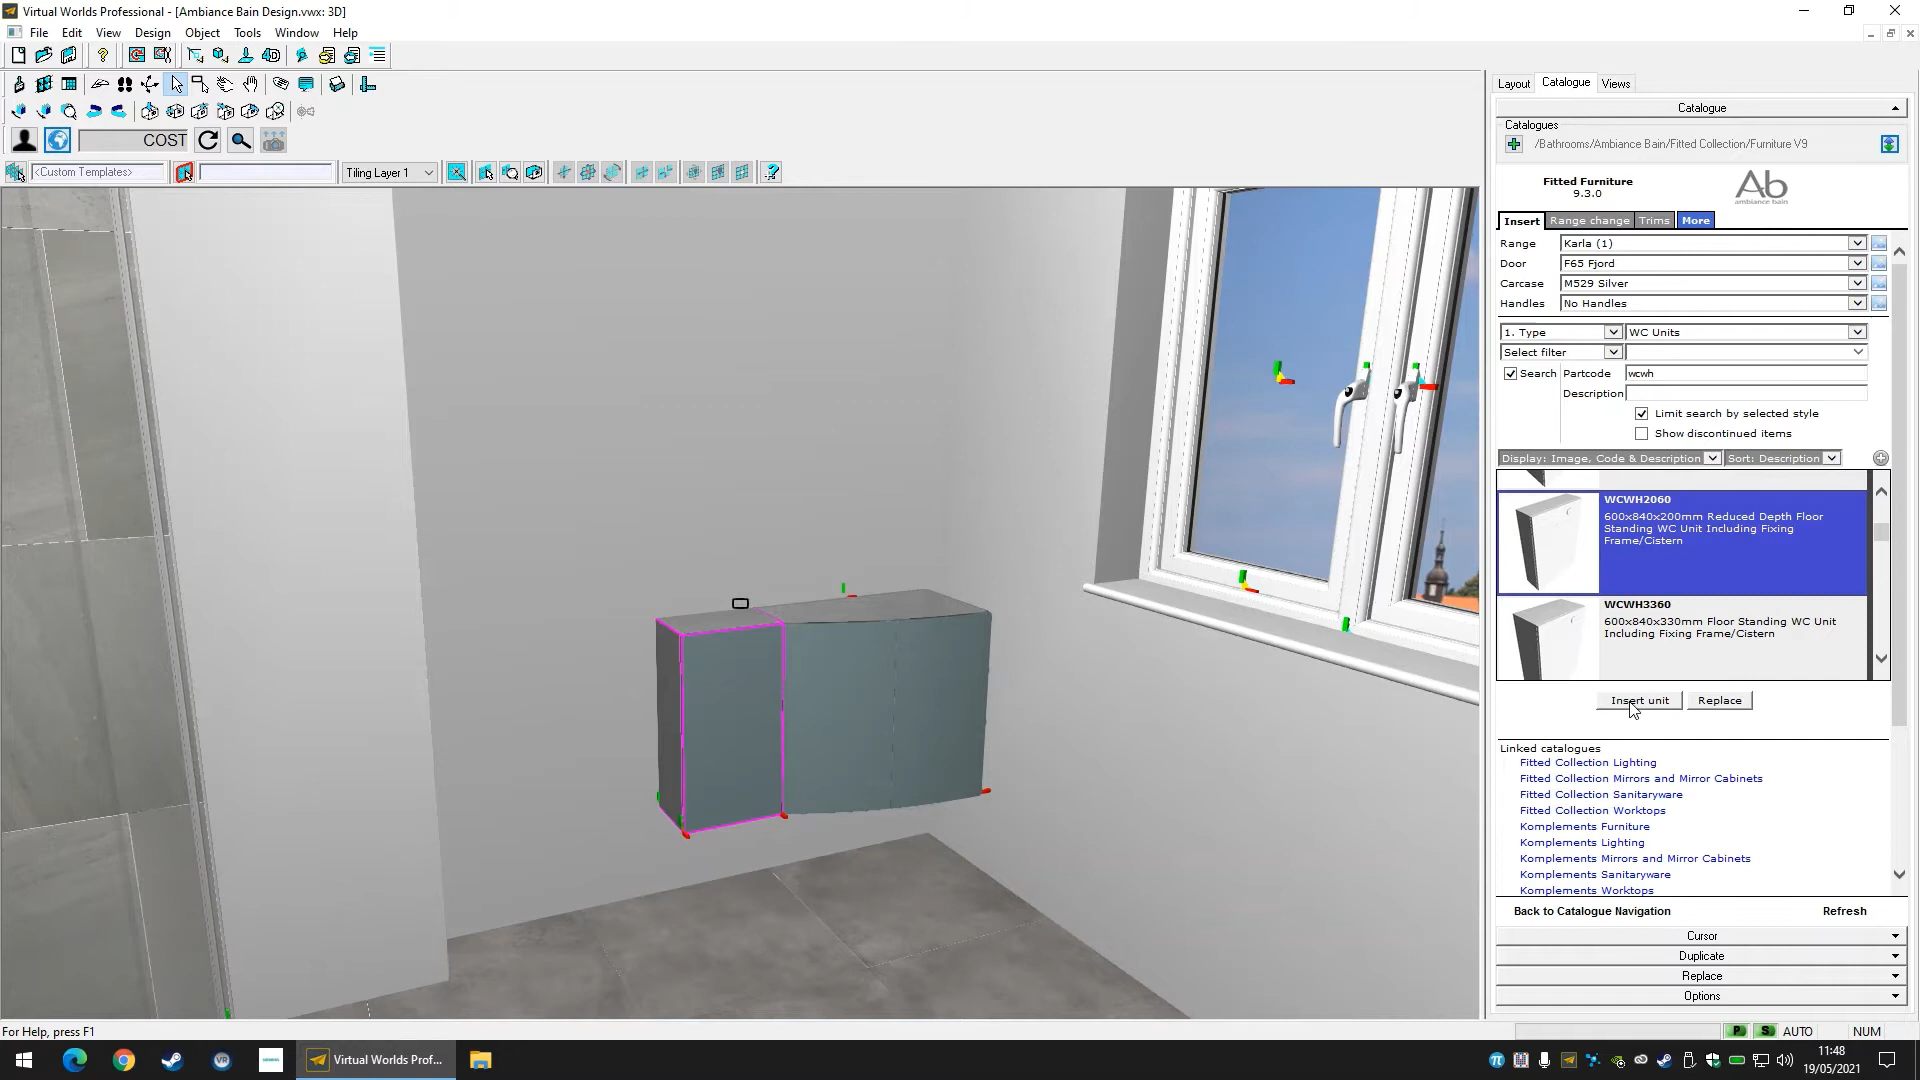 Virtual Worlds Professional - [Ambiance Bain Design.vwx: 3D]
File Edit View Design Object Tools Window Help
COST
<Custom Templates>
Tiling Layer 1
Layout Catalogue Views
Catalogue
Catalogues
/Bathrooms/Ambiance Bain/Fitted Collection/Furniture V9
Fitted Furniture
9.3.0
Ab
ambiance bain
Insert Range change Trims More
Range Karla (1)
Door F65 Fjord
Carcase M529 Silver
Handles No Handles
1. Type WC Units
Select filter
Search Partcode wcwh
Description
Limit search by selected style
Show discontinued items
Display: Image, Code & Description Sort: Description
WCWH2060
600x840x200mm Reduced Depth Floor
Standing WC Unit Including Fixing
Frame/Cistern
WCWH3360
600x840x330mm Floor Standing WC Unit
Including Fixing Frame/Cistern
Insert unit Replace
Linked catalogues
Fitted Collection Lighting
Fitted Collection Mirrors and Mirror Cabinets
Fitted Collection Sanitaryware
Fitted Collection Worktops
Komplements Furniture
Komplements Lighting
Komplements Mirrors and Mirror Cabinets
Komplements Sanitaryware
Komplements Worktops
Back to Catalogue Navigation Refresh
Cursor
Duplicate
Replace
Options
For Help, press F1
P S AUTO NUM
VR
Virtual Worlds Prof...
11:48
19/05/2021